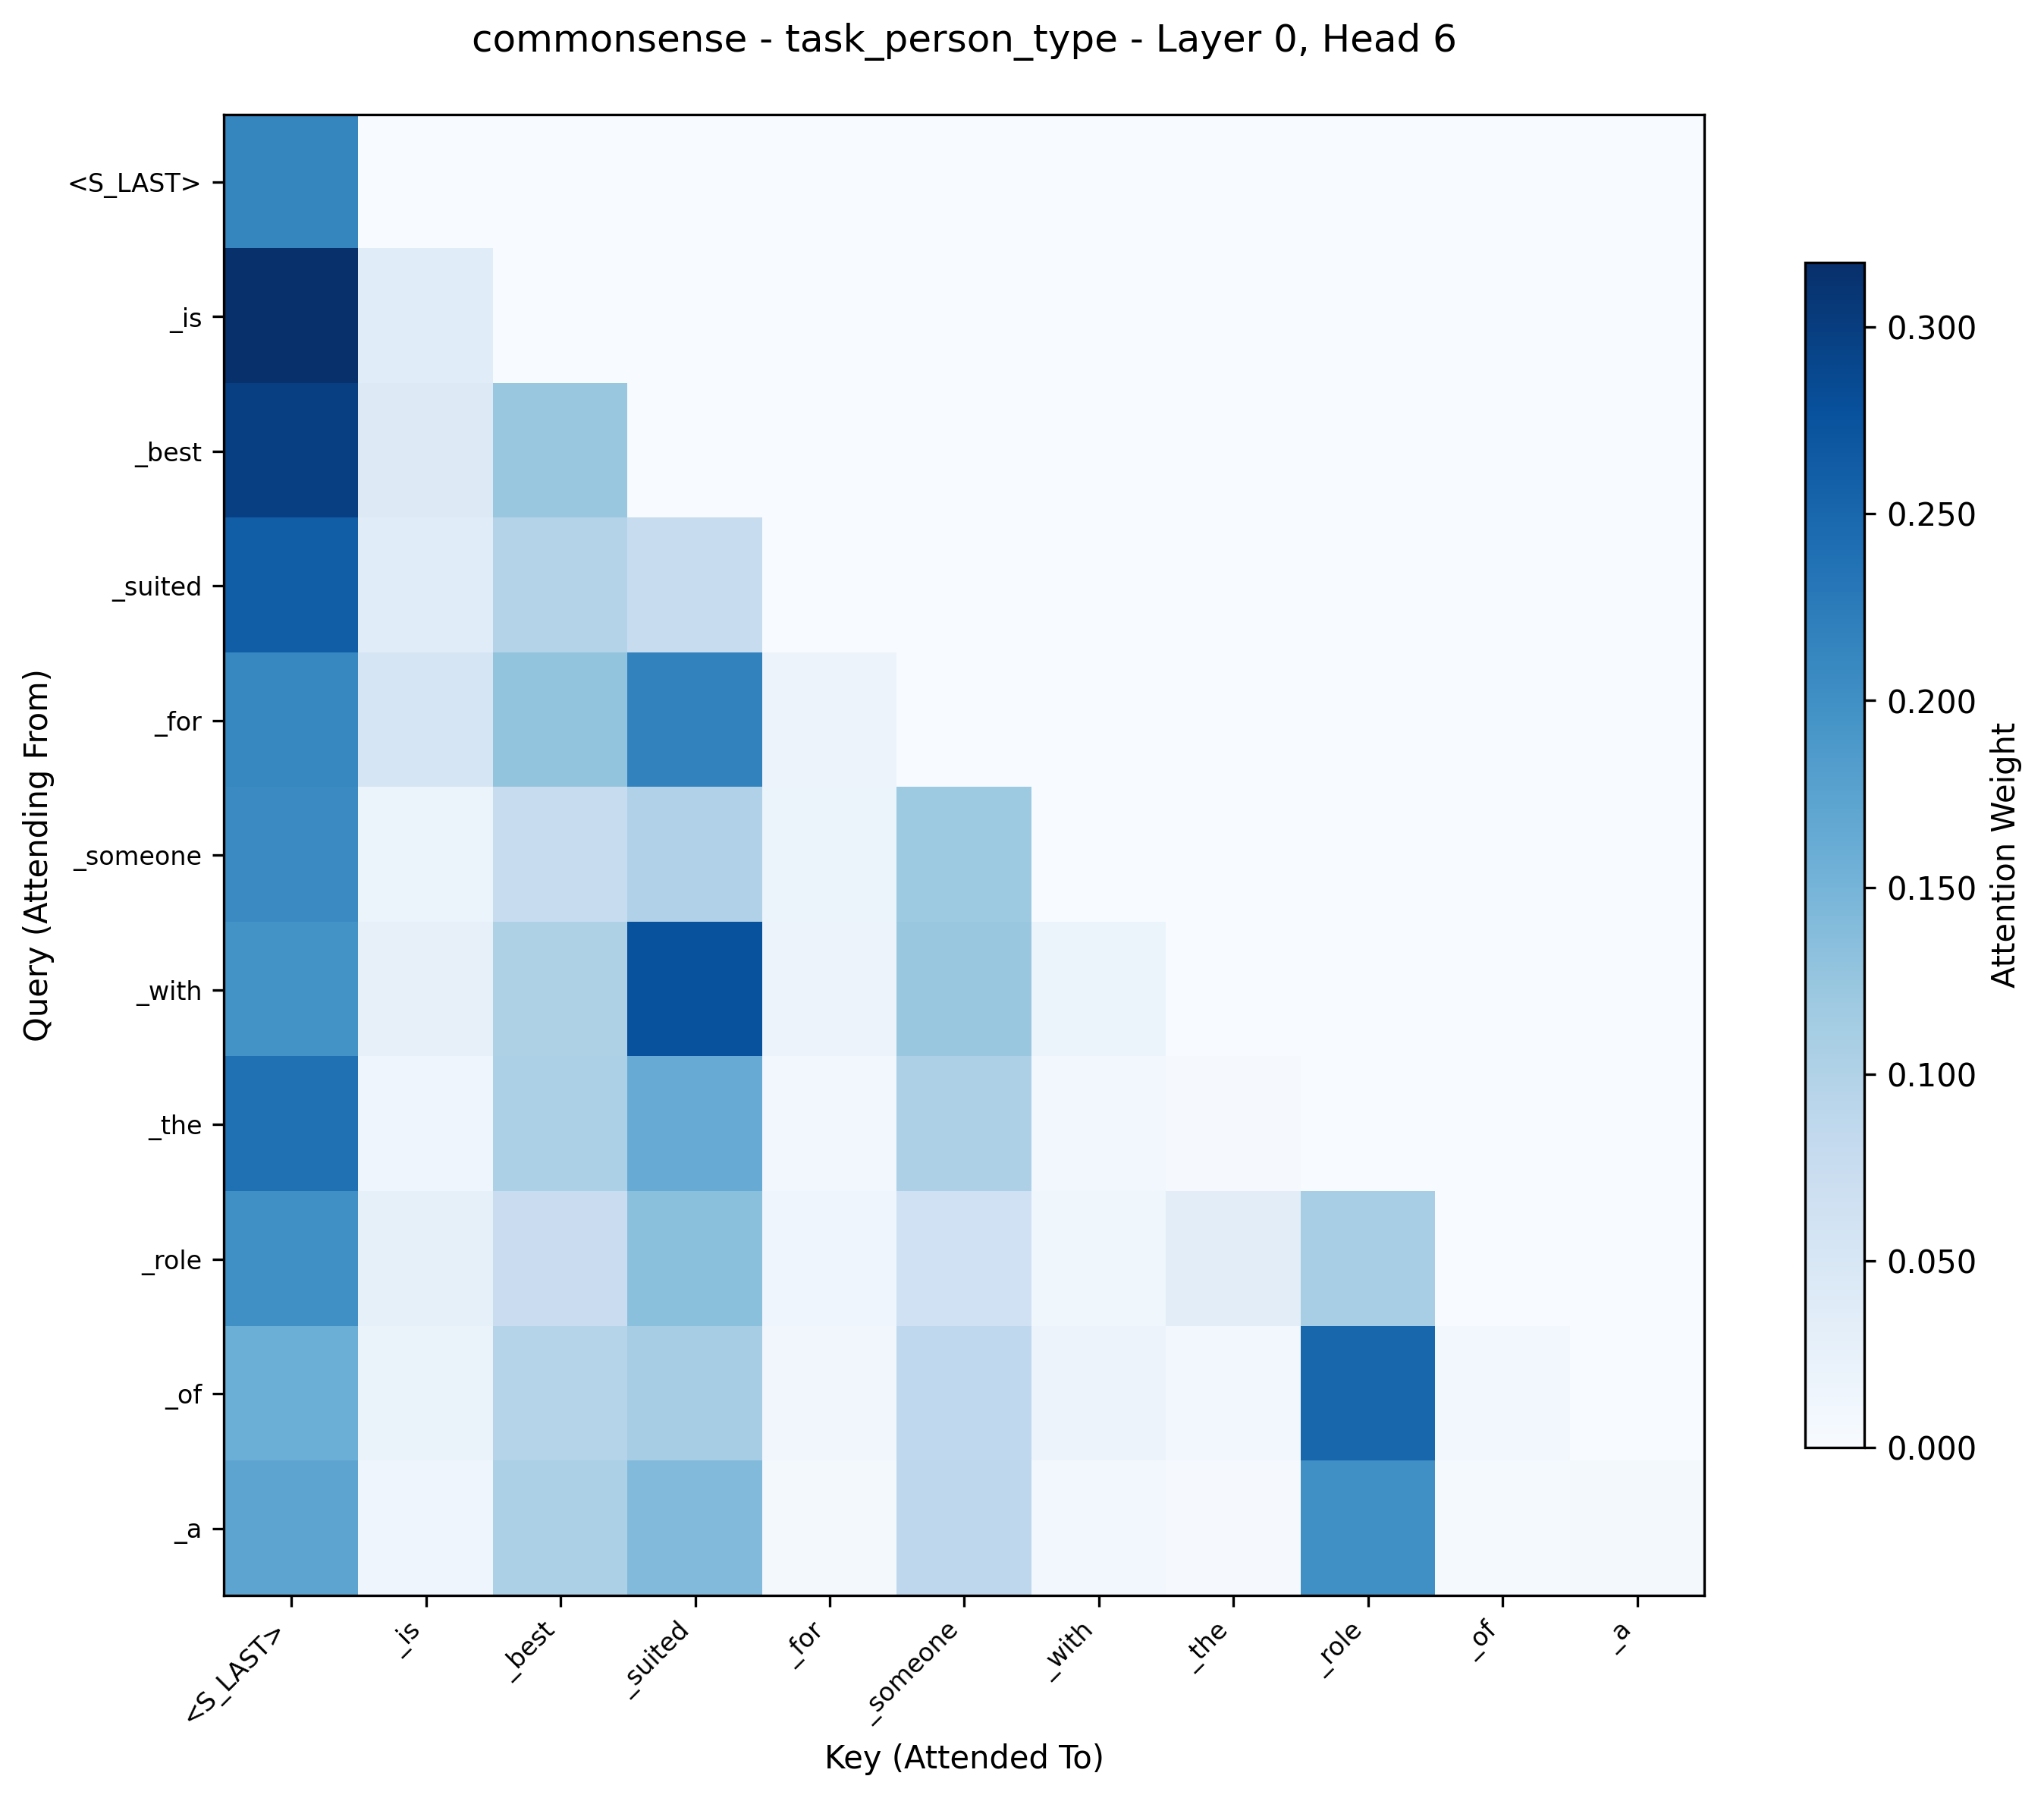 commonsense - task_person_type - Layer 0, Head 6
Query (Attending From)
<S_LAST>
_is
_best
_suited
_for
_someone
_with
_the
_role
_of
_a
<S_LAST>
_is
_best
_suited
_for
_someone
_with
_the
_role
_of
_a
Key (Attended To)
0.300
0.250
0.200
0.150
0.100
0.050
0.000
Attention Weight